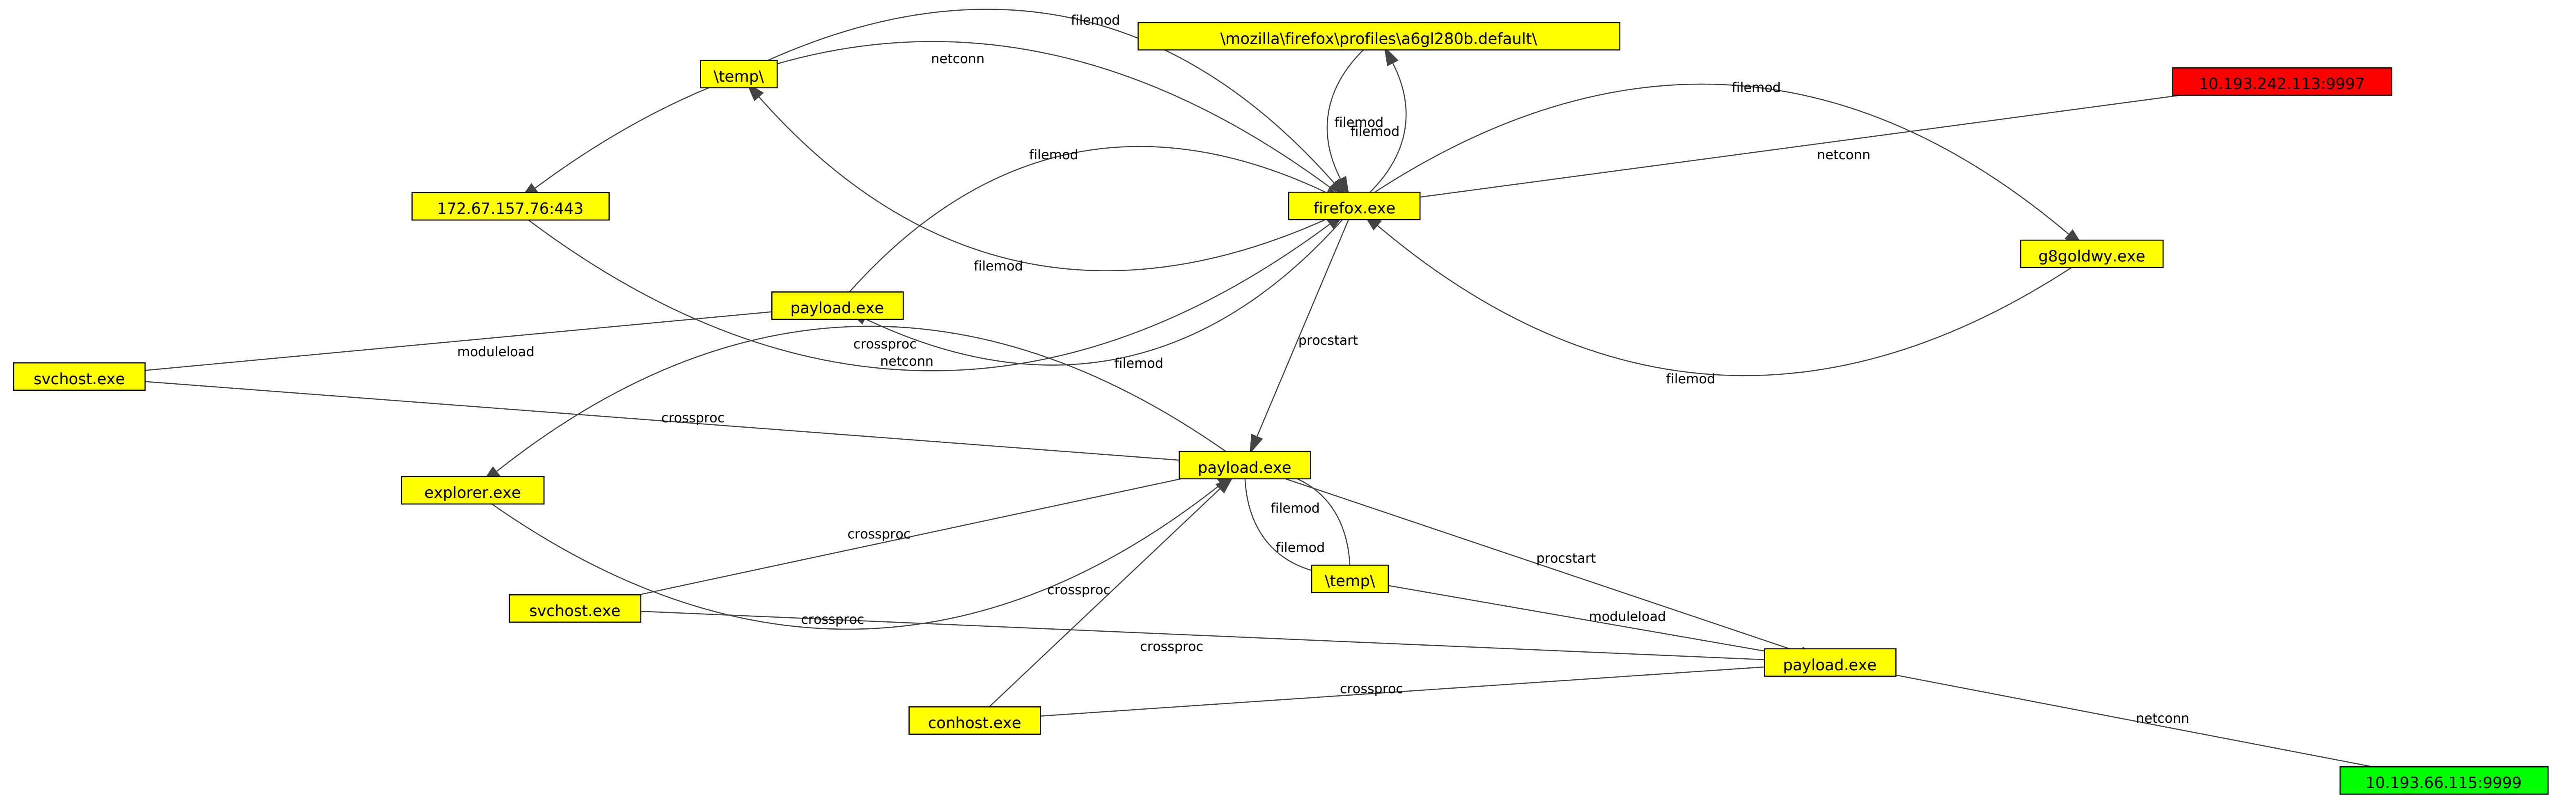 filemod
\mozilla\firefox\profiles\a6gl280b.default\
netconn
\temp\
10.193.242.113:9997
filemod
filemod
filemod
filemod
netconn
172.67.157.76:443
firefox.exe
g8goldwy.exe
filemod
payload.exe
procstart
crossproc
moduleload
netconn
filemod
svchost.exe
filemod
crossproc
payload.exe
explorer.exe
filemod
crossproc
filemod
procstart
\temp\
crossproc
svchost.exe
moduleload
crossproc
crossproc
payload.exe
crossproc
conhost.exe
netconn
10.193.66.115:9999